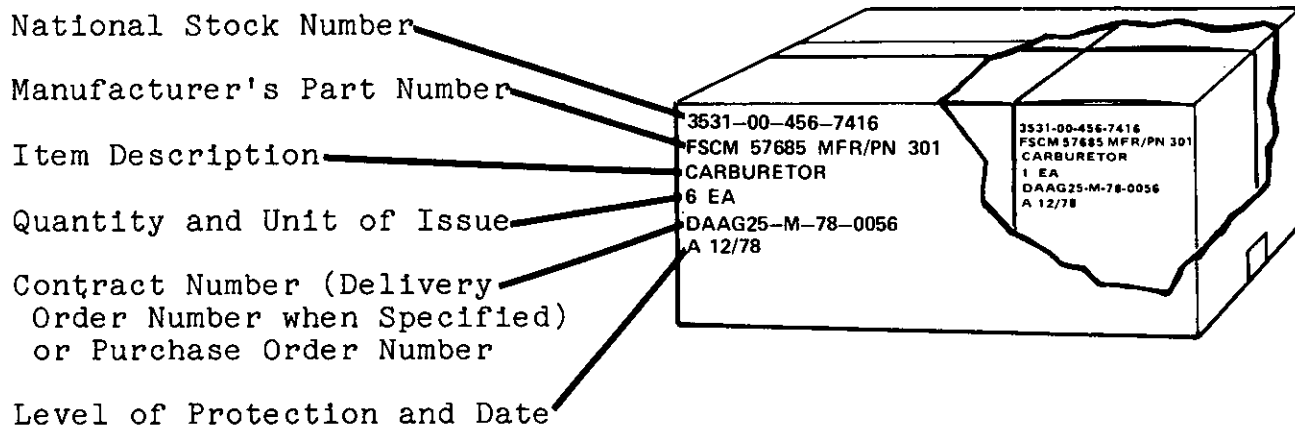 National Stock Number
Manufacturer's Part Number
Item Description
Quantity and Unit of Issue
Contract Number (Delivery
Order Number when Specified)
or Purchase Order Number
Level of Protection and Date
3531-00-456-7416
FSCM 57685 MFR/PN 301
CARBURETOR
6 EA
DAAG25-M-78-0056
A 12/78
3531-00-456-7416
FSCM 57685 MFR/PN 301
CARBURETOR
1 EA
DAAG25-M-78-0056
A 12/78